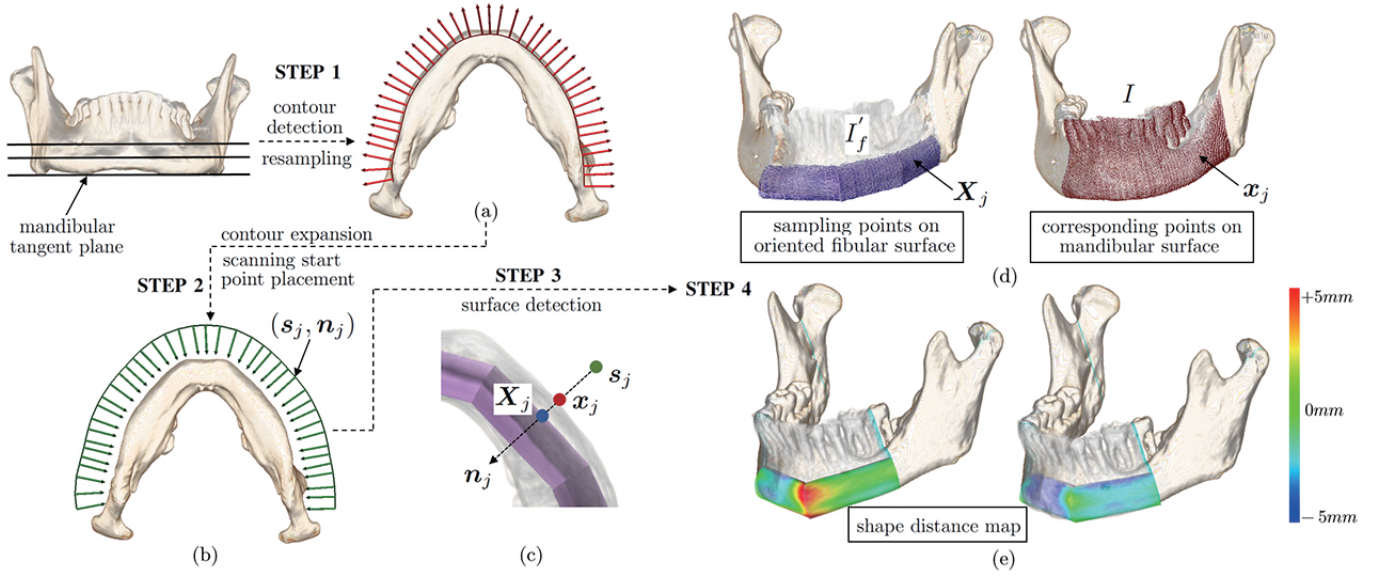 STEP 1
contour
detection
resampling
mandibular
tangent plane
(a)
contour expansion
scanning start
point placement
STEP 2
(s_j, n_j)
(b)
STEP 3
surface detection
X_j
s_j
x_j
n_j
(c)
I'_f
X_j
sampling points on
oriented fibular surface
I
x_j
corresponding points on
mandibular surface
(d)
STEP 4
+5mm
0mm
−5mm
shape distance map
(e)